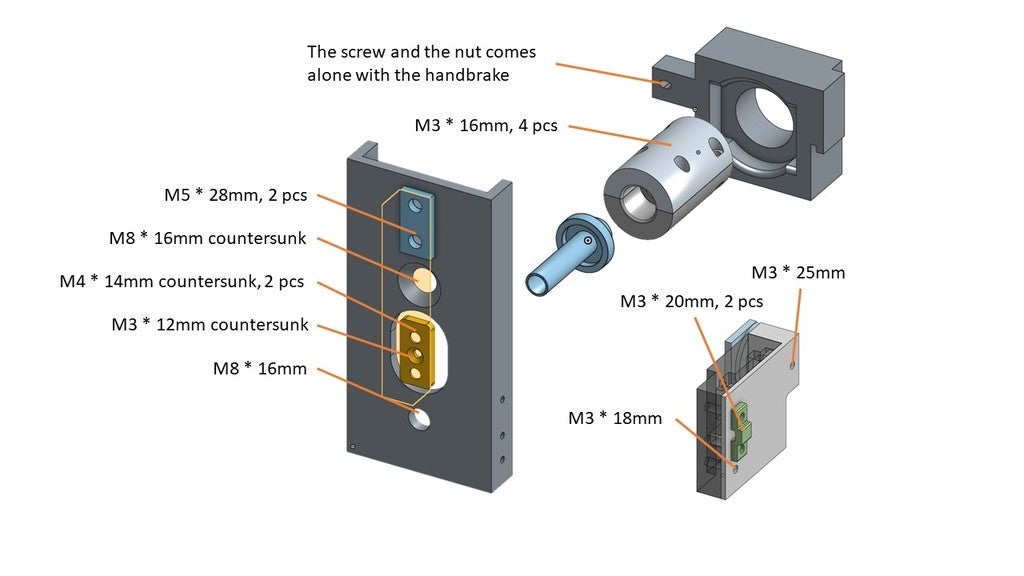 The screw and the nut comes
alone with the handbrake
M3 * 16mm, 4 pcs
M5 * 28mm, 2 pcs
M8 * 16mm countersunk
M4 * 14mm countersunk, 2 pcs
M3 * 12mm countersunk
M8 * 16mm
M3 * 25mm
M3 * 20mm, 2 pcs
M3 * 18mm